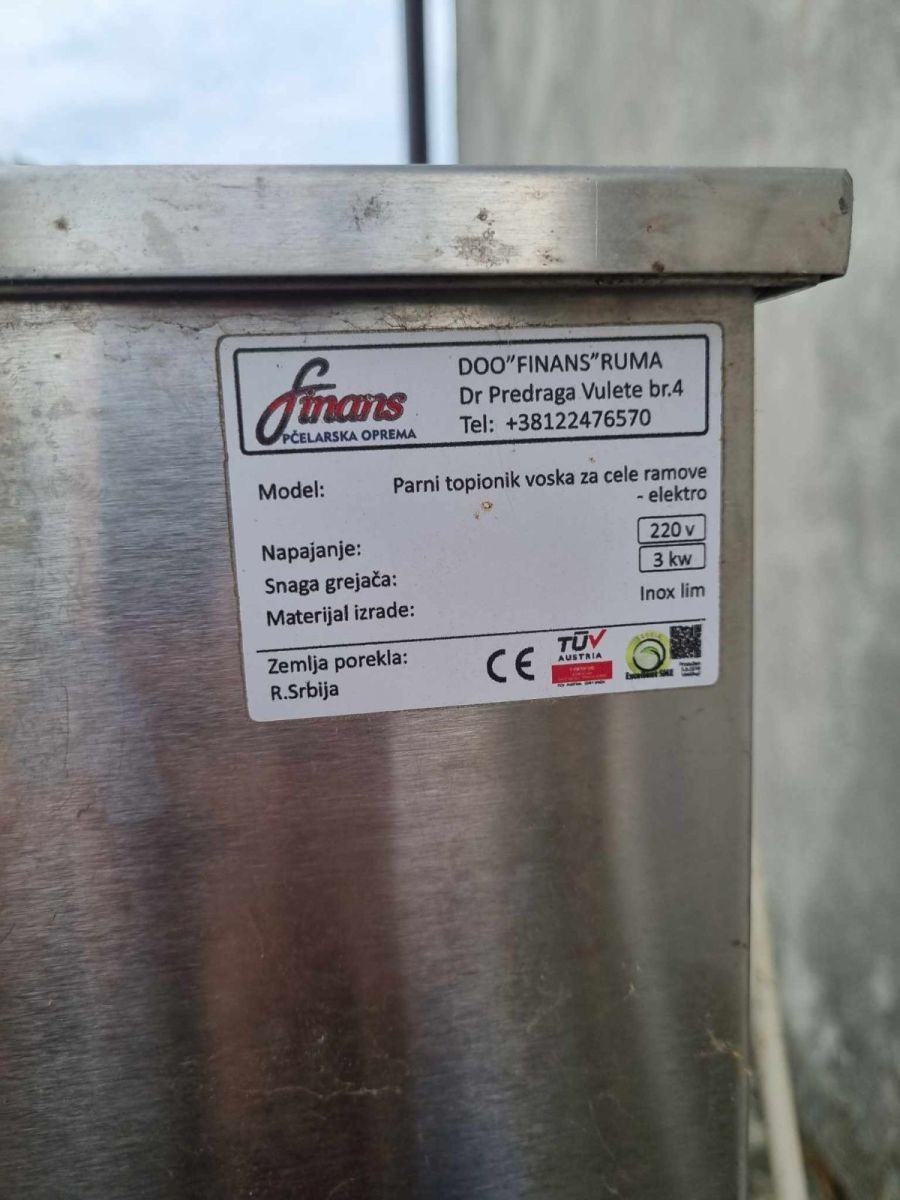 finans
PČELARSKA OPREMA
DOO"FINANS"RUMA
Dr Predraga Vulete br.4
Tel: +38122476570
Model: Parni topionik voska za cele ramove
- elektro
Napajanje: 220 v
Snaga grejača: 3 kw
Materijal izrade: Inox lim
Zemlja porekla:
R.Srbija
CE
TÜV
AUSTRIA